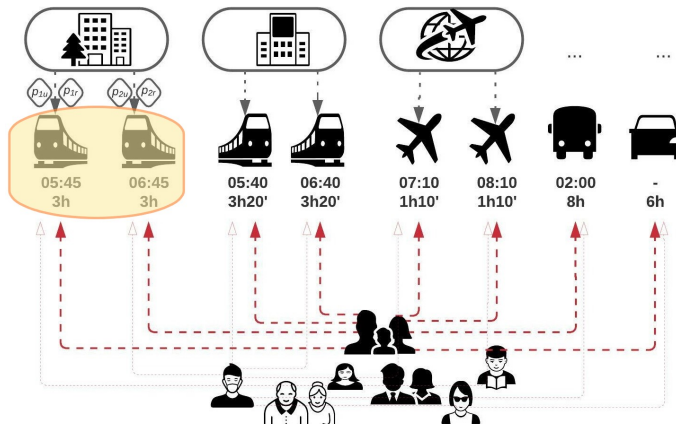 ... ...
p1u p1r p2u p2r
05:45 06:45 05:40 06:40 07:10 08:10 02:00 -
3h 3h 3h20' 3h20' 1h10' 1h10' 8h 6h